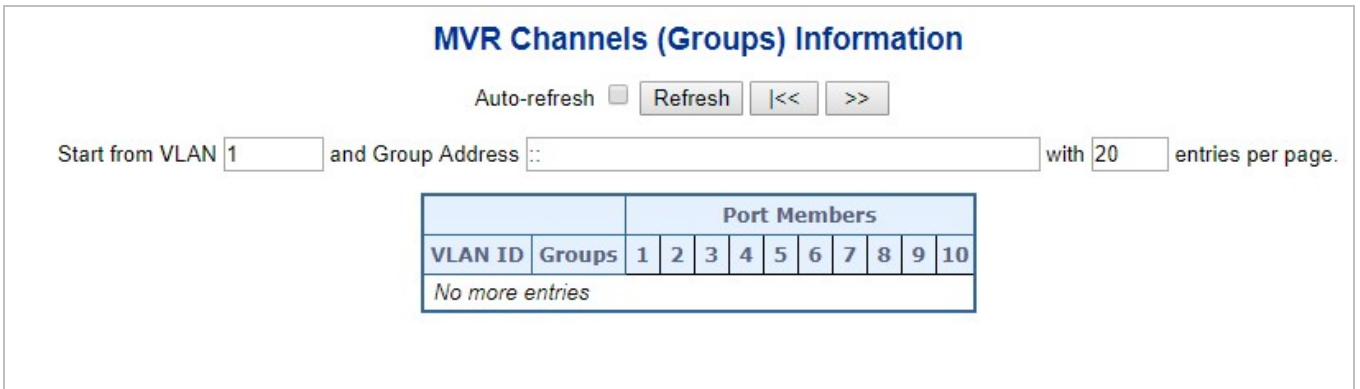 MVR Channels (Groups) Information
Auto-refresh Refresh |<< >>
Start from VLAN 1 and Group Address :: with 20 entries per page.
Port Members
VLAN ID Groups 1 2 3 4 5 6 7 8 9 10
No more entries